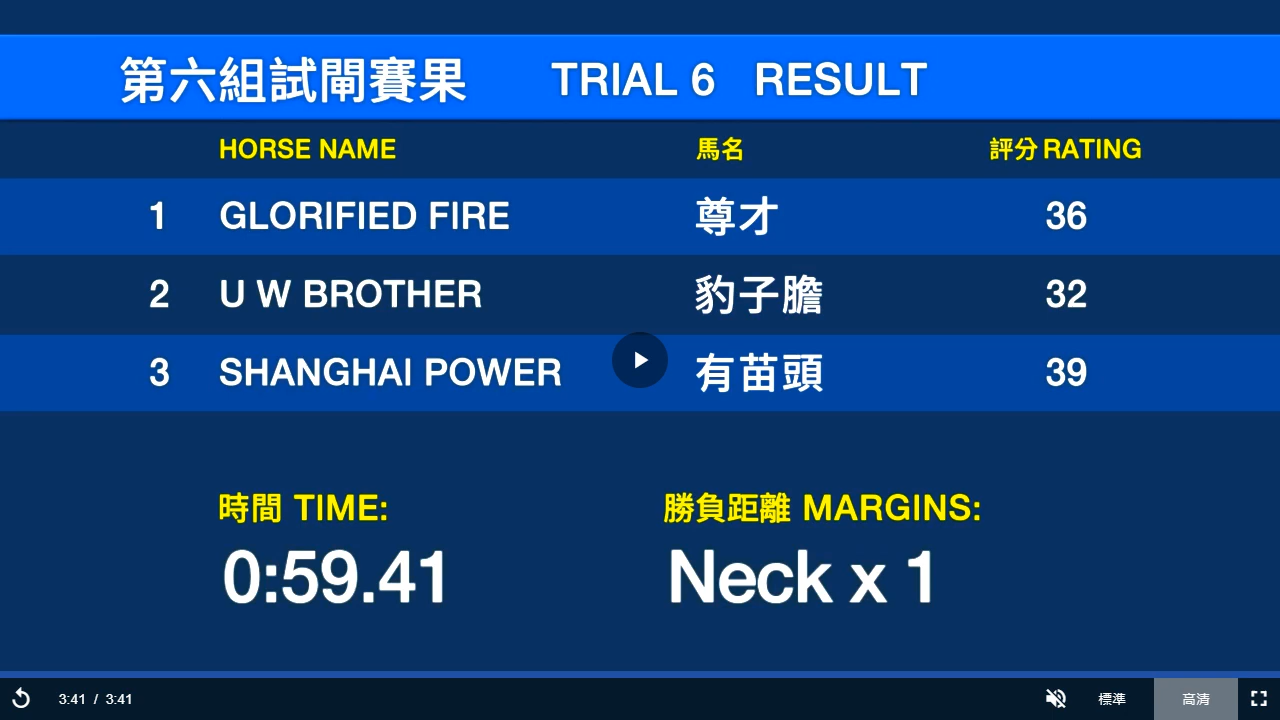 第六組試閘賽果 TRIAL 6 RESULT
HORSE NAME 馬名 評分 RATING
1 GLORIFIED FIRE 尊才 36
2 U W BROTHER 豹子膽 32
3 SHANGHAI POWER 有苗頭 39
時間 TIME: 勝負距離 MARGINS:
0:59.41 Neck x 1
3:41 / 3:41 標準 高清